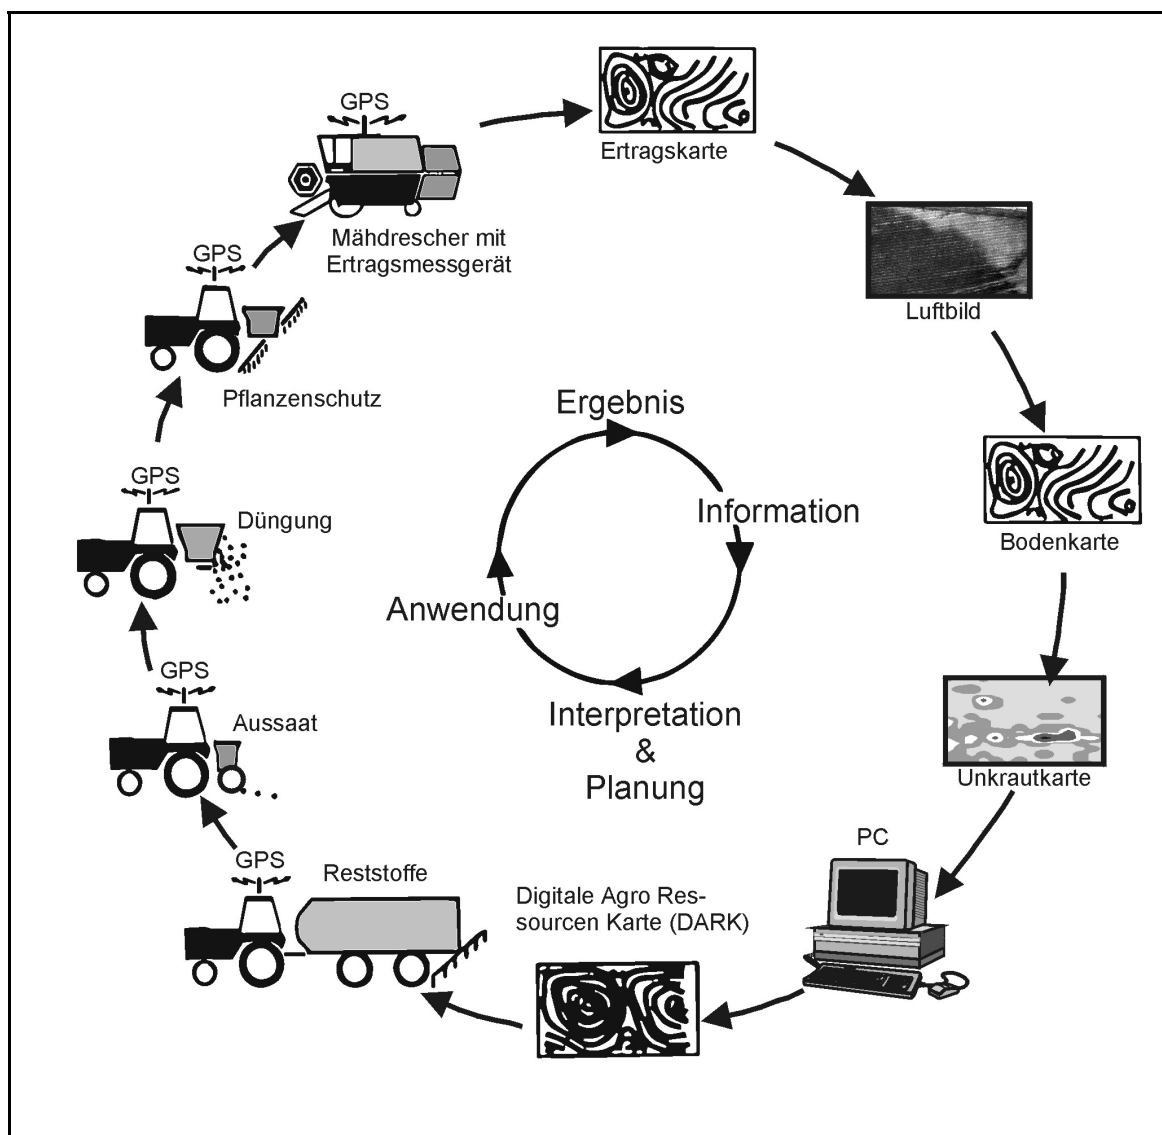 GPS
Mähdrescher mit
Ertragsmessgerät
Ertragskarte
Luftbild
Bodenkarte
Unkrautkarte
PC
Digitale Agro Res-
sourcen Karte (DARK)
Reststoffe
GPS
Aussaat
GPS
Düngung
GPS
Pflanzenschutz
GPS
Ergebnis
Information
Interpretation
&
Planung
Anwendung